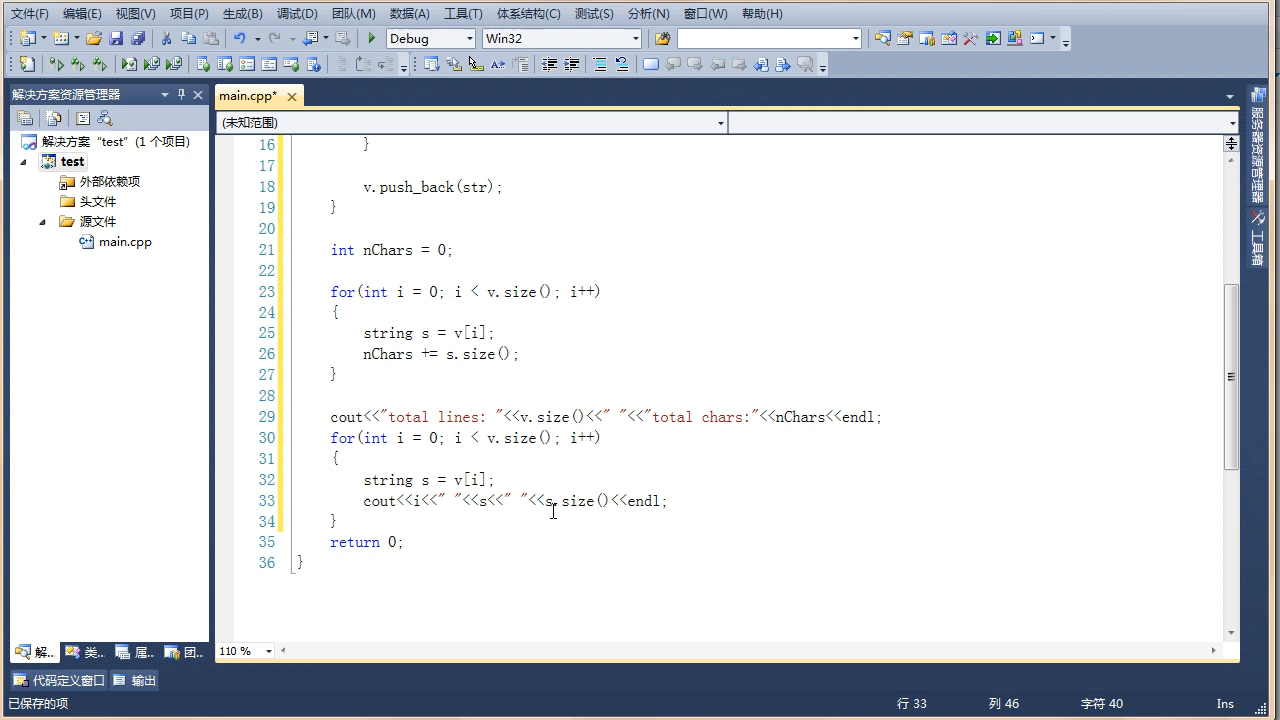 文件(F) 编辑(E) 视图(V) 项目(P) 生成(B) 调试(D) 团队(M) 数据(A) 工具(T) 体系结构(C) 测试(S) 分析(N) 窗口(W) 帮助(H)
Debug Win32
解决方案资源管理器
解决方案 "test" (1 个项目)
test
外部依赖项
头文件
源文件
main.cpp
解...
类...
属...
团...
main.cpp*
(未知范围)
16 }
17
18 v.push_back(str);
19 }
20
21 int nChars = 0;
22
23 for(int i = 0; i < v.size(); i++)
24 {
25 string s = v[i];
26 nChars += s.size();
27 }
28
29 cout<<"total lines: "<<v.size()<<" "<<"total chars:"<<nChars<<endl;
30 for(int i = 0; i < v.size(); i++)
31 {
32 string s = v[i];
33 cout<<i<<" "<<s<<" "<<s.size()<<endl;
34 }
35 return 0;
36 }
110 %
服务器资源管理器
工具箱
代码定义窗口 输出
已保存的项 行 33 列 46 字符 40 Ins